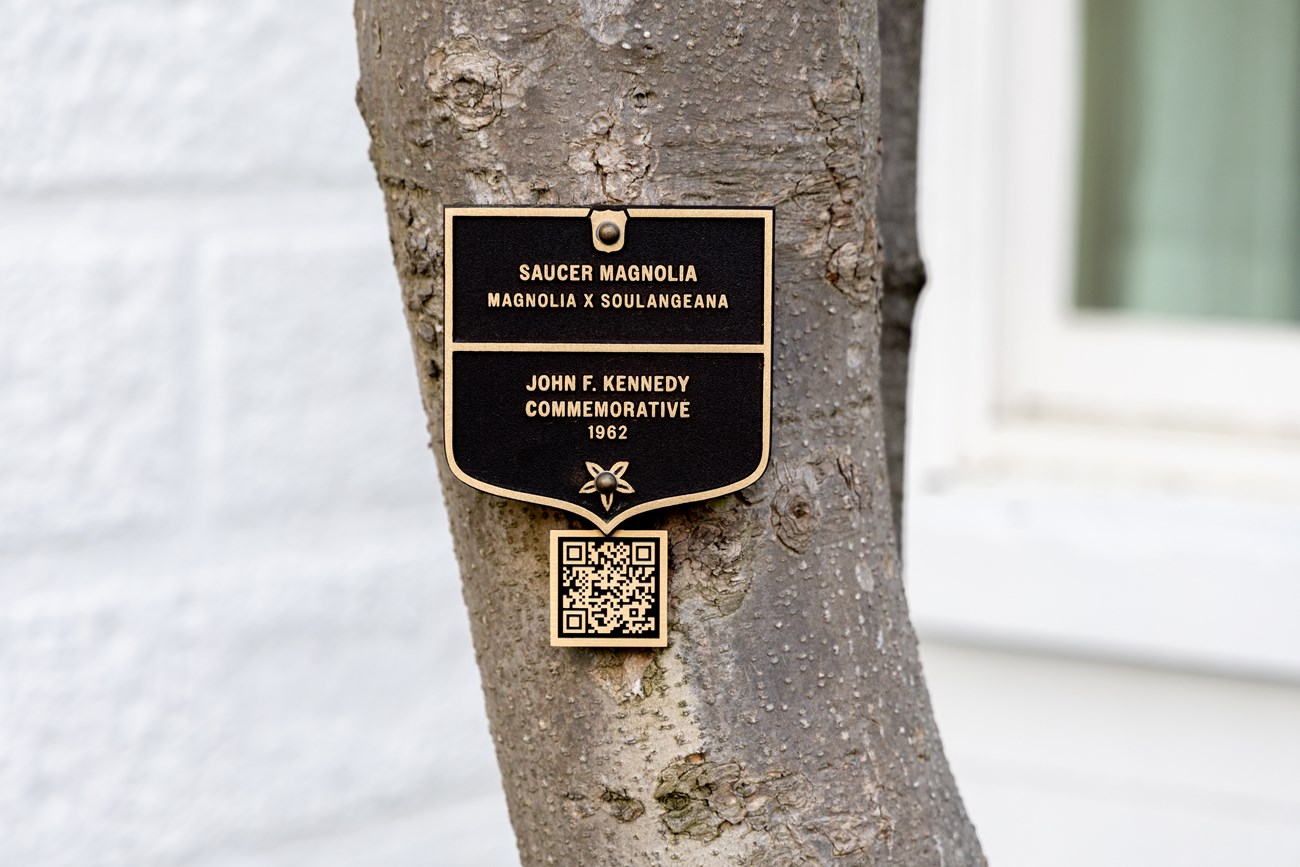 SAUCER MAGNOLIA
MAGNOLIA X SOULANGEANA
JOHN F. KENNEDY
COMMEMORATIVE
1962